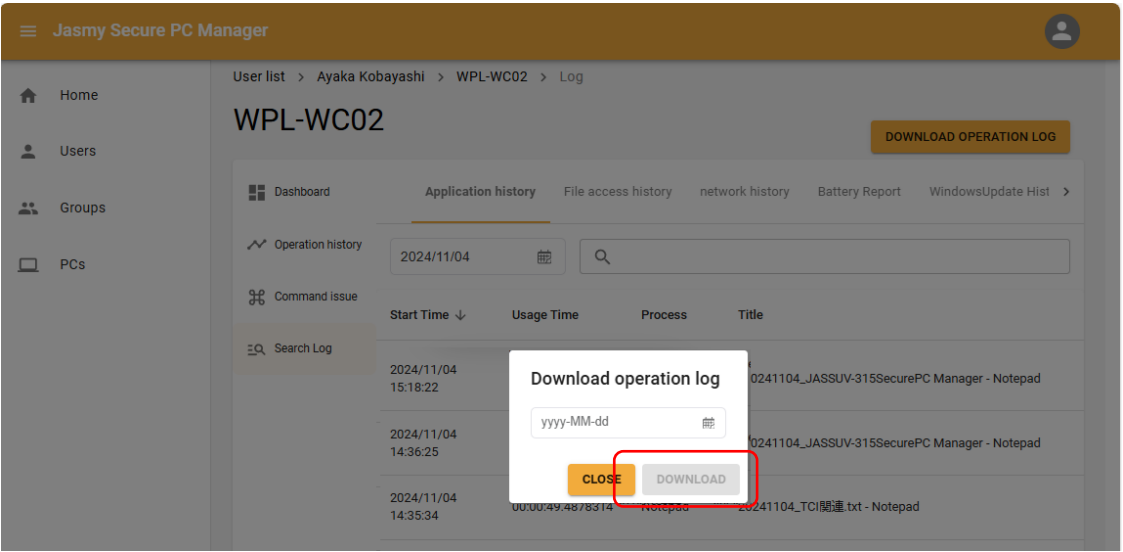 Jasmy Secure PC Manager
User list > Ayaka Kobayashi > WPL-WC02 > Log
Home
WPL-WC02
DOWNLOAD OPERATION LOG
Users
Groups
PCs
Dashboard
Operation history
Command issue
Search Log
Application history File access history network history Battery Report WindowsUpdate Hist
2024/11/04
Start Time Usage Time Process Title
2024/11/04
15:18:22
0241104_JASSUV-315SecurePC Manager - Notepad
2024/11/04
14:36:25
0241104_JASSUV-315SecurePC Manager - Notepad
2024/11/04
14:35:34
00:00:49.4878314 Notepad 20241104_TCI関連.txt - Notepad
Download operation log
yyyy-MM-dd
CLOSE DOWNLOAD